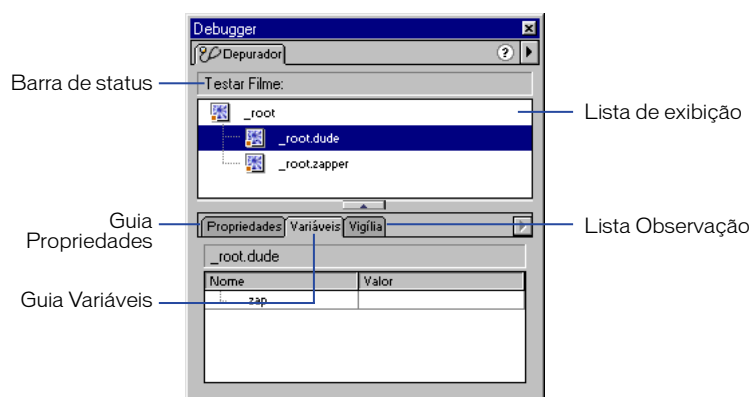 Debugger
Depurador
?
Barra de status
Testar Filme:
_root
Lista de exibição
_root.dude
_root.zapper
Guia
Propriedades
Propriedades Variáveis Vigília
Lista Observação
_root.dude
Nome Valor
Guia Variáveis
zap